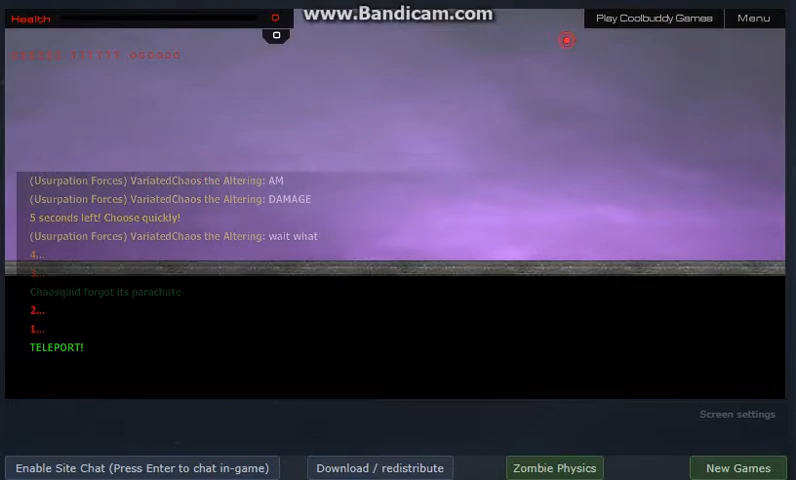 www.Bandicam.com
Health 0
Play Coolbuddy Games
Menu
0
(Usurpation Forces) VariatedChaos the Altering: AM
(Usurpation Forces) VariatedChaos the Altering: DAMAGE
5 seconds left! Choose quickly!
(Usurpation Forces) VariatedChaos the Altering: wait what
4...
3...
Chaosquid forgot its parachute
2...
1...
TELEPORT!
Screen settings
Enable Site Chat (Press Enter to chat in-game)
Download / redistribute
Zombie Physics
New Games